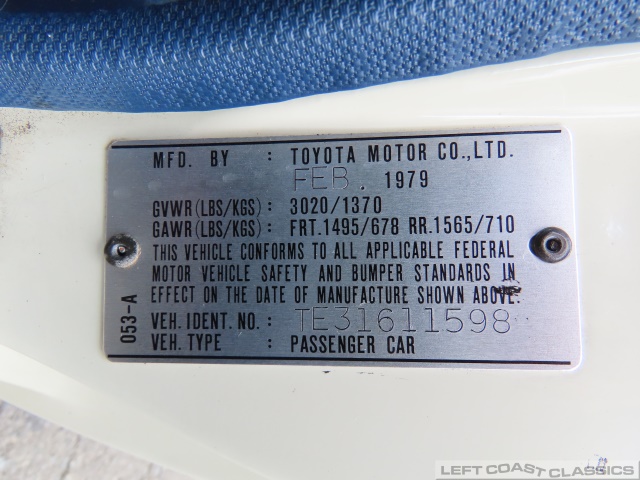 MFD. BY : TOYOTA MOTOR CO.,LTD.
FEB. 1979
GVWR(LBS/KGS): 3020/1370
GAWR(LBS/KGS): FRT.1495/678 RR.1565/710
THIS VEHICLE CONFORMS TO ALL APPLICABLE FEDERAL
MOTOR VEHICLE SAFETY AND BUMPER STANDARDS IN
EFFECT ON THE DATE OF MANUFACTURE SHOWN ABOVE.
VEH. IDENT. NO. : TE31611598
VEH. TYPE : PASSENGER CAR
053-A
LEFT COAST CLASSICS